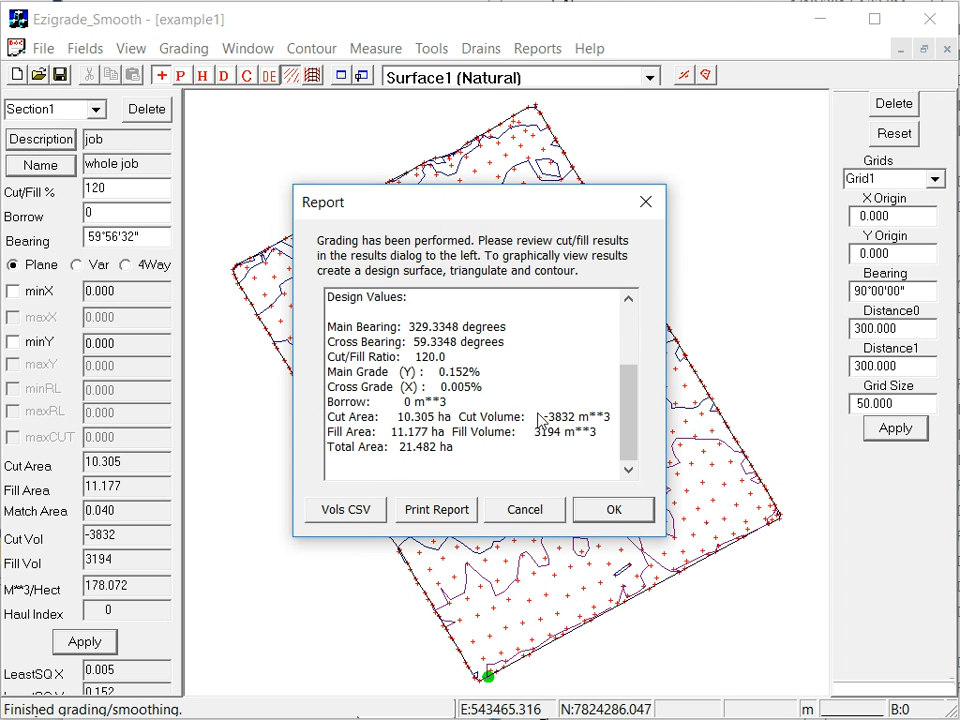 Ezigrade_Smooth - [example1]
File Fields View Grading Window Contour Measure Tools Drains Reports Help
+ P H D C DE Surface1 (Natural)
Section1 Delete
Description job
Name whole job
Cut/Fill % 120
Borrow 0
Bearing 59°56'32"
Plane Var 4Way
minX 0.000
maxX 0.000
minY 0.000
maxY 0.000
minRL 0.000
maxRL 0.000
maxCUT 0.000
Cut Area 10.305
Fill Area 11.177
Match Area 0.040
Cut Vol -3832
Fill Vol 3194
M**3/Hect 178.072
Haul Index 0
Apply
LeastSQ X 0.005
0.152
Report
Grading has been performed. Please review cut/fill results
in the results dialog to the left. To graphically view results
create a design surface, triangulate and contour.
Design Values:
Main Bearing: 329.3348 degrees
Cross Bearing: 59.3348 degrees
Cut/Fill Ratio: 120.0
Main Grade (Y) : 0.152%
Cross Grade (X) : 0.005%
Borrow: 0 m**3
Cut Area: 10.305 ha Cut Volume: -3832 m**3
Fill Area: 11.177 ha Fill Volume: 3194 m**3
Total Area: 21.482 ha
Vols CSV Print Report Cancel OK
Delete
Reset
Grids
Grid1
X Origin
0.000
Y Origin
0.000
Bearing
90°00'00"
Distance0
300.000
Distance1
300.000
Grid Size
50.000
Apply
Finished grading/smoothing. E:543465.316 N:7824286.047 m B:0